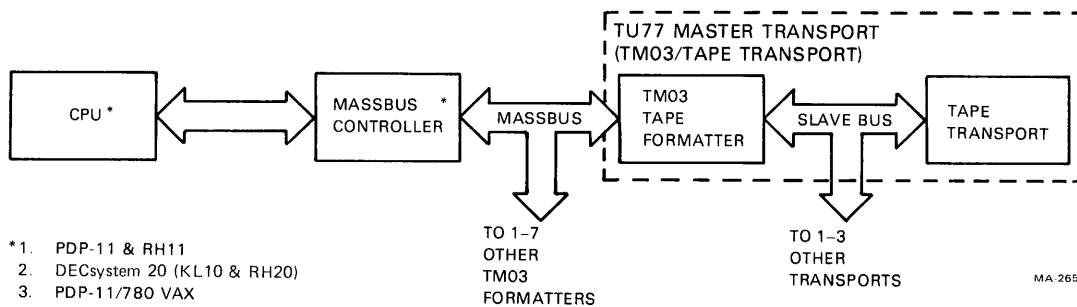 TU77 MASTER TRANSPORT
(TM03/TAPE TRANSPORT)
CPU *
MASSBUS *
CONTROLLER
MASSBUS
TM03
TAPE
FORMATTER
SLAVE BUS
TAPE
TRANSPORT
TO 1–7
OTHER
TM03
FORMATTERS
TO 1–3
OTHER
TRANSPORTS
*1. PDP-11 & RH11
2. DECsystem 20 (KL10 & RH20)
3. PDP-11/780 VAX
MA-265